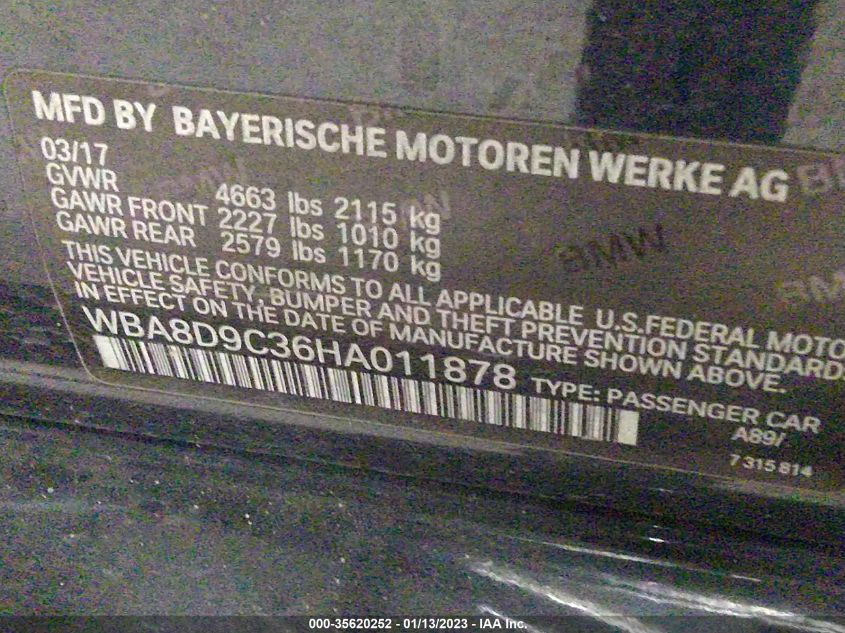 MFD BY BAYERISCHE MOTOREN WERKE AG
03/17
GVWR 4663 lbs 2115 kg
GAWR FRONT 2227 lbs 1010 kg
GAWR REAR 2579 lbs 1170 kg
THIS VEHICLE CONFORMS TO ALL APPLICABLE U.S.FEDERAL MOTO
VEHICLE SAFETY, BUMPER AND THEFT PREVENTION STANDARDS
IN EFFECT ON THE DATE OF MANUFACTURE SHOWN ABOVE.
WBA8D9C36HA011878 TYPE: PASSENGER CAR
A89/
7 315 814
BMW
000-35620252 - 01/13/2023 - IAA Inc.